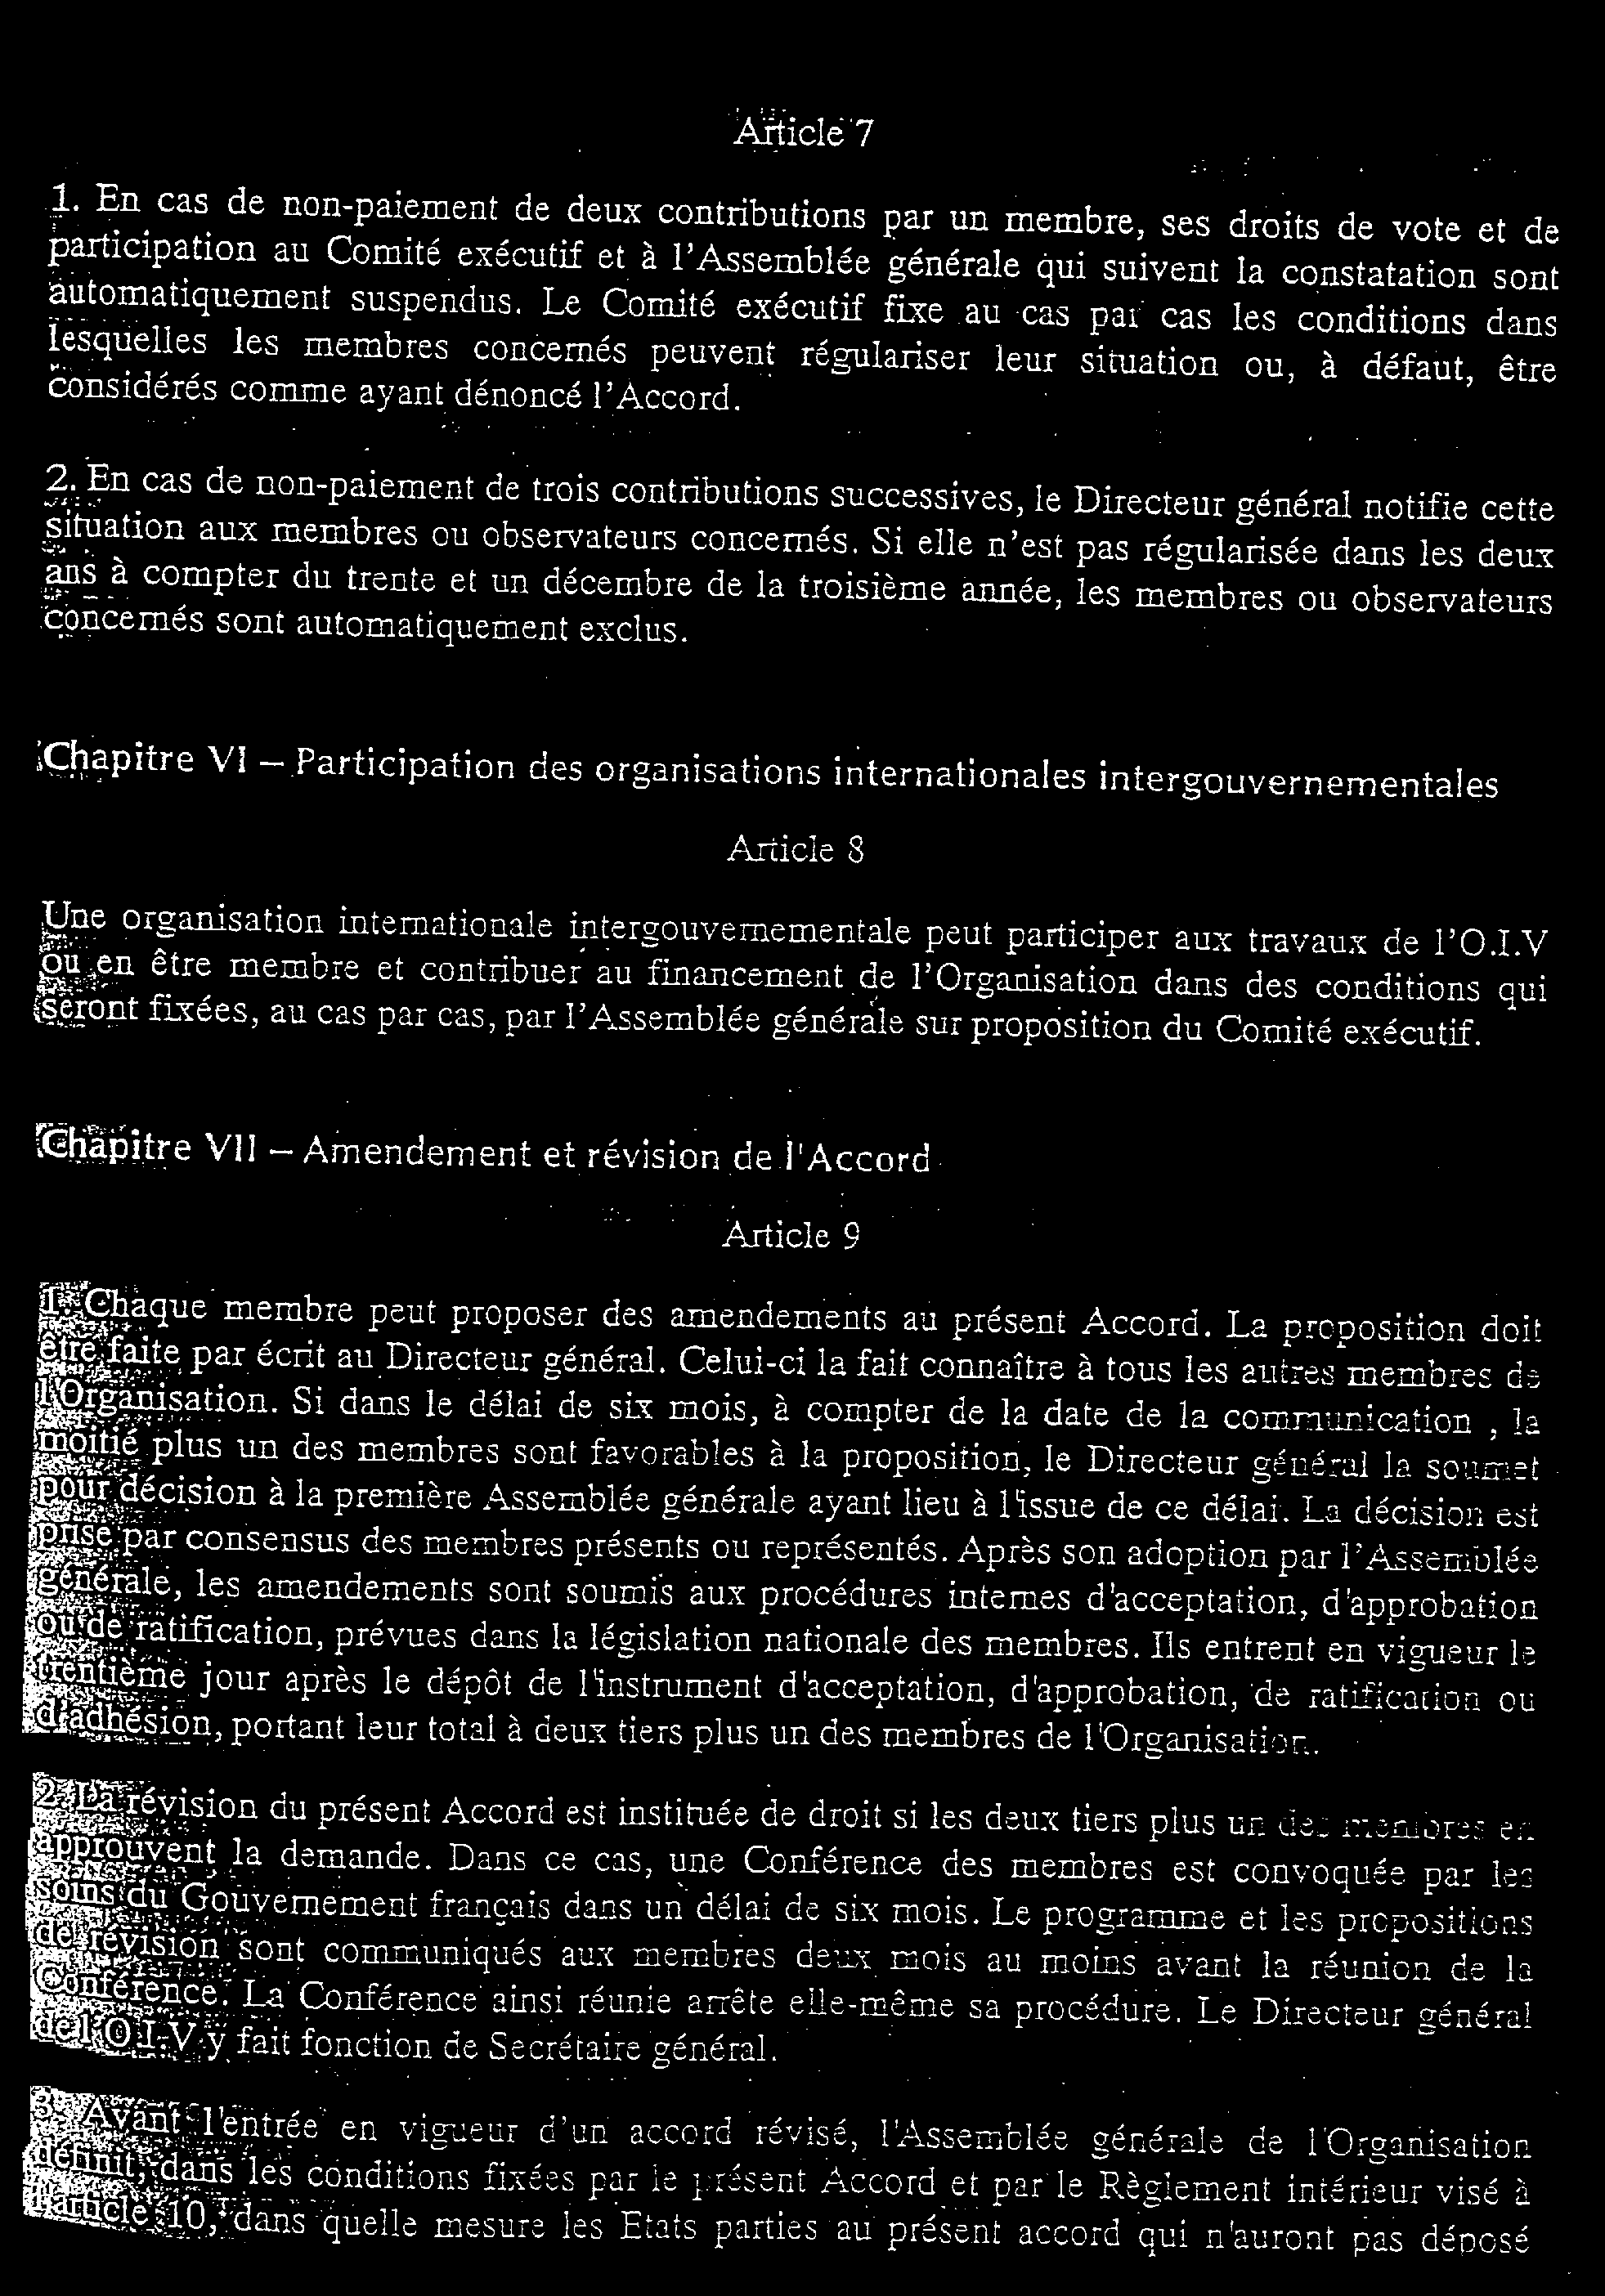 Article 7
1. En cas de non-paiement de deux contributions par un membre, ses droits de vote et de
participation au Comité exécutif et à l'Assemblée générale qui suivent la constatation sont
automatiquement suspendus. Le Comité exécutif fixe au cas par cas les conditions dans
lesquelles les membres concernés peuvent régulariser leur situation ou, à défaut, être
considérés comme ayant dénoncé l'Accord.
2. En cas de non-paiement de trois contributions successives, le Directeur général notifie cette
situation aux membres ou observateurs concernés. Si elle n'est pas régularisée dans les deux
ans à compter du trente et un décembre de la troisième année, les membres ou observateurs
concernés sont automatiquement exclus.
Chapitre VI – Participation des organisations internationales intergouvernementales
Article 8
Une organisation internationale intergouvernementale peut participer aux travaux de l'O.I.V
ou en être membre et contribuer au financement de l'Organisation dans des conditions qui
seront fixées, au cas par cas, par l'Assemblée générale sur proposition du Comité exécutif.
Chapitre VII – Amendement et révision de l'Accord
Article 9
1. Chaque membre peut proposer des amendements au présent Accord. La proposition doit
être faite par écrit au Directeur général. Celui-ci la fait connaître à tous les autres membres de
l'Organisation. Si dans le délai de six mois, à compter de la date de la communication , la
moitié plus un des membres sont favorables à la proposition, le Directeur général la soumet
pour décision à la première Assemblée générale ayant lieu à l'issue de ce délai. La décision est
prise par consensus des membres présents ou représentés. Après son adoption par l'Assemblée
générale, les amendements sont soumis aux procédures internes d'acceptation, d'approbation
ou de ratification, prévues dans la législation nationale des membres. Ils entrent en vigueur le
trentième jour après le dépôt de l'instrument d'acceptation, d'approbation, de ratification ou
d'adhésion, portant leur total à deux tiers plus un des membres de l'Organisation.
2. La révision du présent Accord est instituée de droit si les deux tiers plus un des membres en
approuvent la demande. Dans ce cas, une Conférence des membres est convoquée par les
soins du Gouvernement français dans un délai de six mois. Le programme et les propositions
de révision sont communiqués aux membres deux mois au moins avant la réunion de la
Conférence. La Conférence ainsi réunie arrête elle-même sa procédure. Le Directeur général
de l'O.I.V y fait fonction de Secrétaire général.
3. Avant l'entrée en vigueur d'un accord révisé, l'Assemblée générale de l'Organisation
définit, dans les conditions fixées par le présent Accord et par le Règlement intérieur visé à
l'article 10, dans quelle mesure les Etats parties au présent accord qui n'auront pas déposé